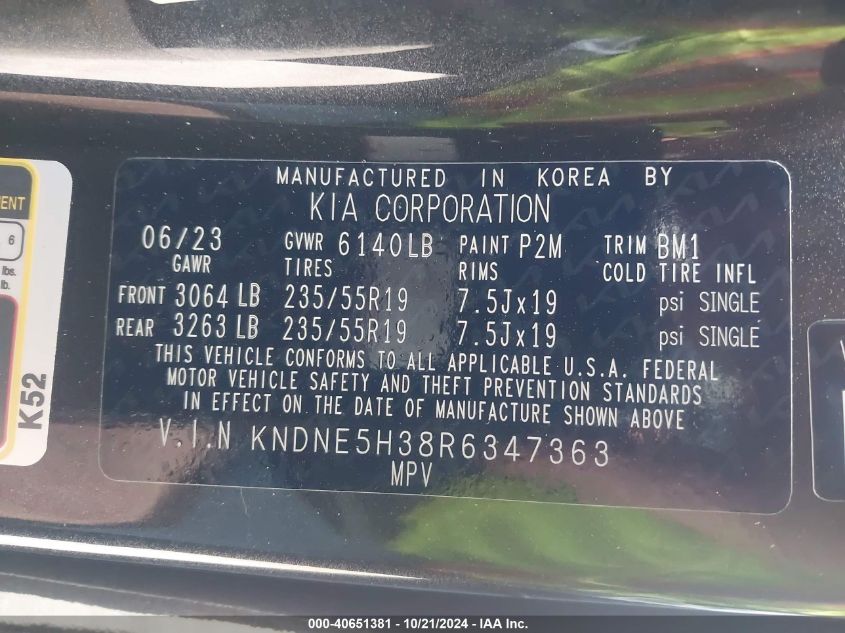 MANUFACTURED IN KOREA BY
KIA CORPORATION
06/23 GVWR 6140LB PAINT P2M TRIM BM1
GAWR TIRES RIMS COLD TIRE INFL
FRONT 3064 LB 235/55R19 7.5Jx19 psi SINGLE
REAR 3263 LB 235/55R19 7.5Jx19 psi SINGLE
THIS VEHICLE CONFORMS TO ALL APPLICABLE U.S.A. FEDERAL
MOTOR VEHICLE SAFETY AND THEFT PREVENTION STANDARDS
IN EFFECT ON THE DATE OF MANUFACTURE SHOWN ABOVE
V.I.N KNDNE5H38R6347363
MPV
6
lbs.
lb.
K52
000-40651381 - 10/21/2024 - IAA Inc.